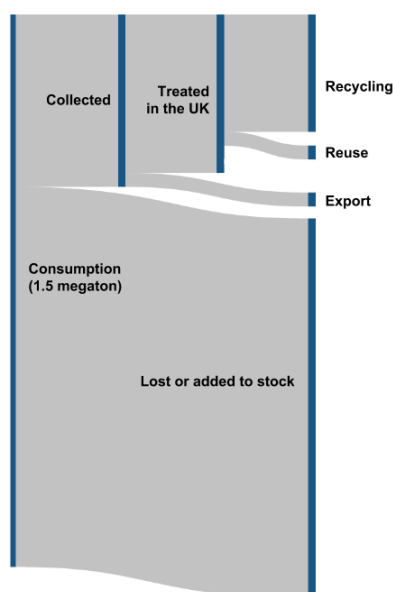 Collected
Treated
in the UK
Recycling
Reuse
Export
Consumption
(1.5 megaton)
Lost or added to stock